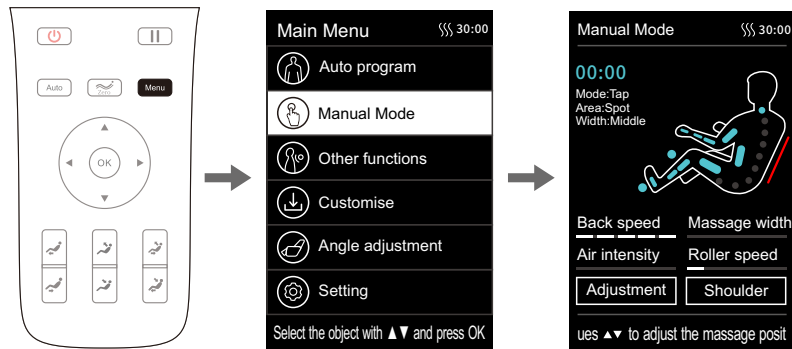 Auto
Zero
Menu
OK
Main Menu
30:00
Auto program
Manual Mode
Other functions
Customise
Angle adjustment
Setting
Select the object with ▲▼ and press OK
Manual Mode
30:00
00:00
Mode:Tap
Area:Spot
Width:Middle
Back speed
Massage width
Air intensity
Roller speed
Adjustment
Shoulder
ues ▲▼ to adjust the massage posit